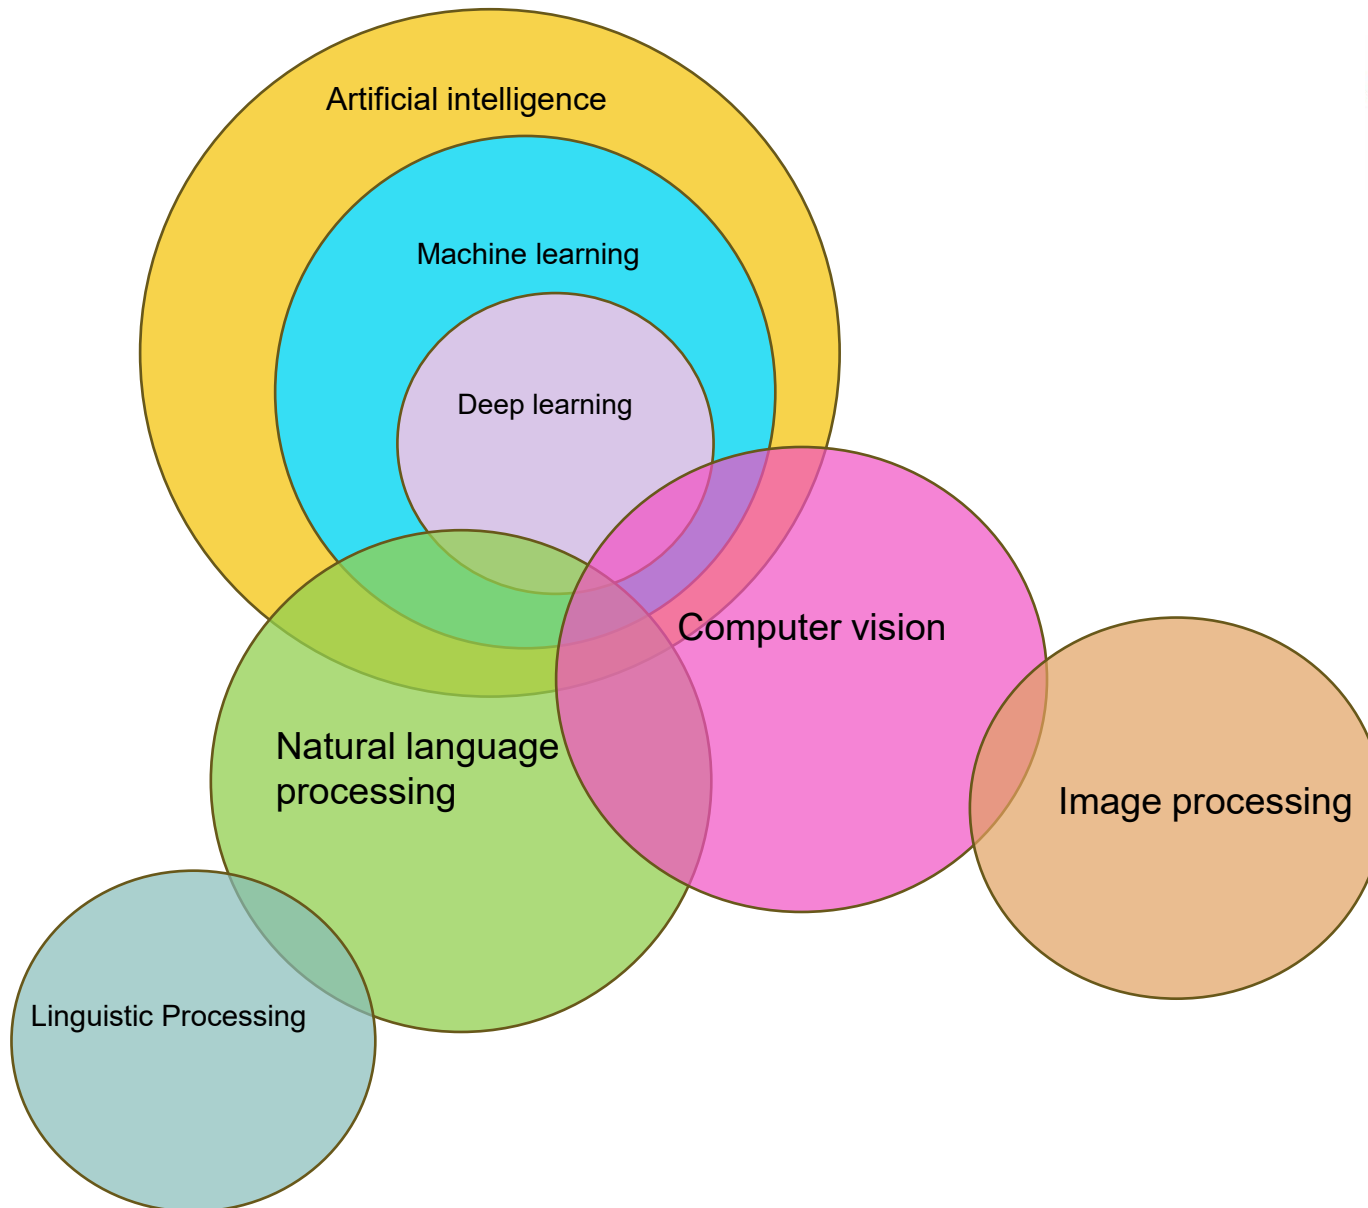 Artificial intelligence
Machine learning
Deep learning
Computer vision
Natural language
processing
Image processing
Linguistic Processing